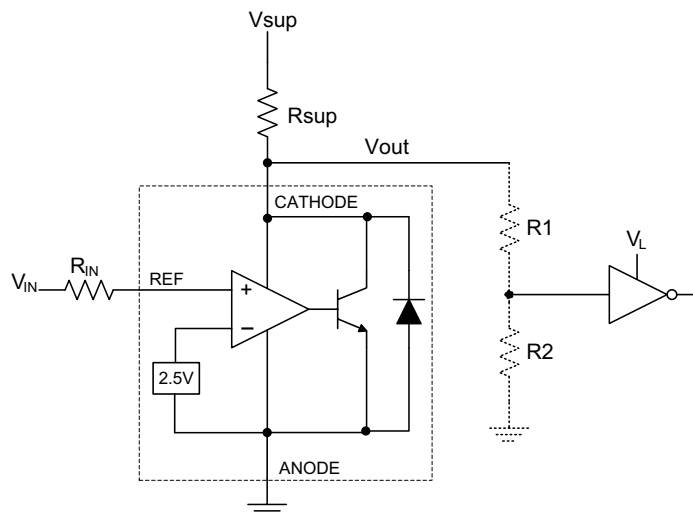 Vsup
Rsup
Vout
CATHODE
R1
RIN
VL
VIN
REF
+
−
R2
2.5V
ANODE